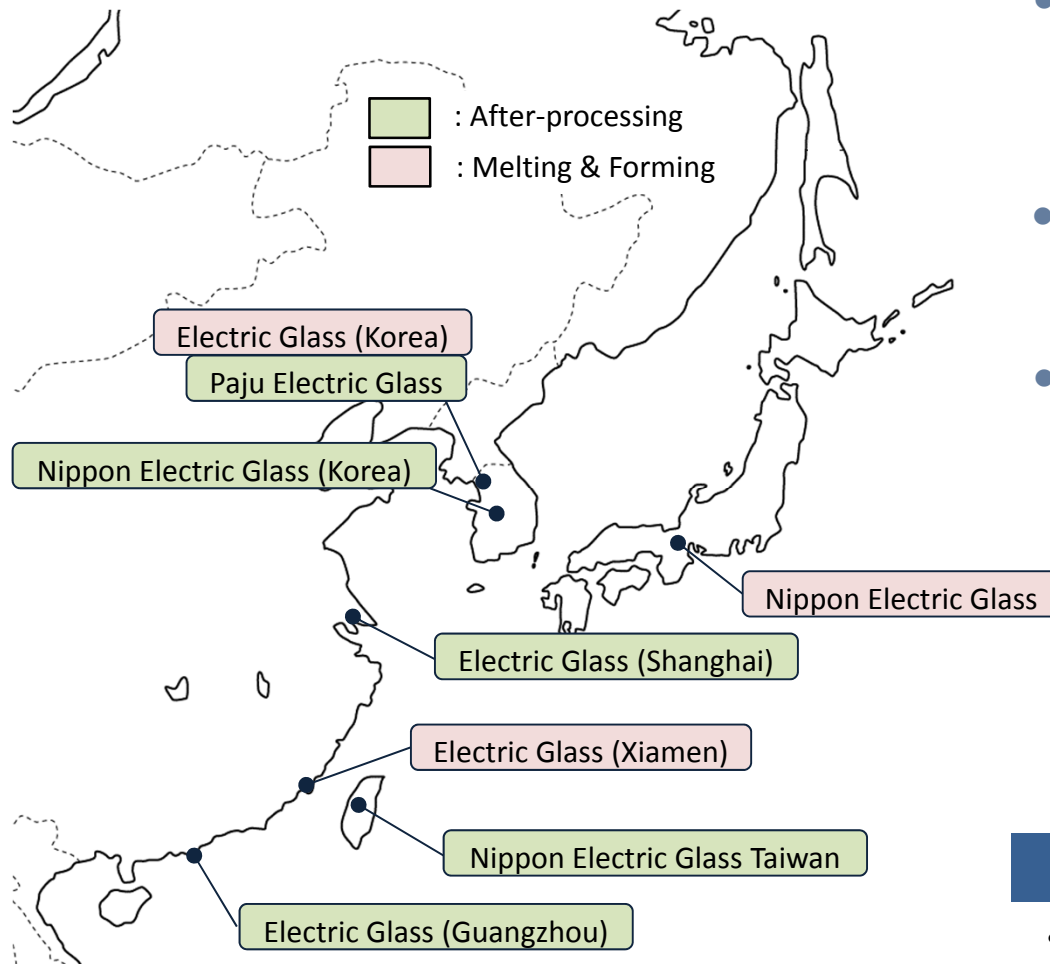 : After-processing
: Melting & Forming
Electric Glass (Korea)
Paju Electric Glass
Nippon Electric Glass (Korea)
Nippon Electric Glass
Electric Glass (Shanghai)
Electric Glass (Xiamen)
Nippon Electric Glass Taiwan
Electric Glass (Guangzhou)